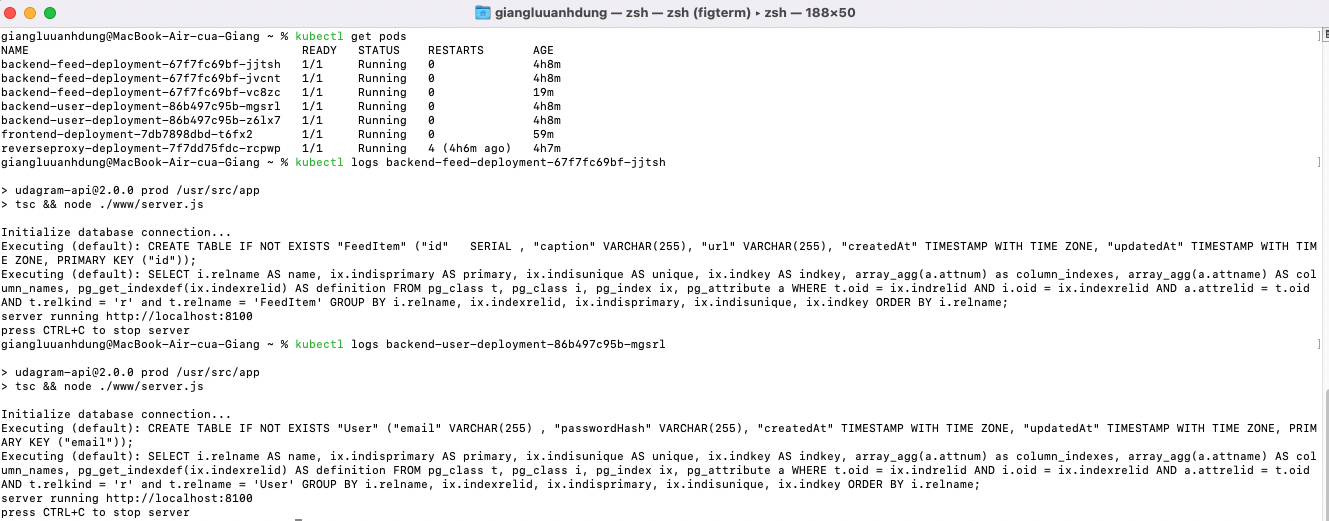 giangluuanhdung — zsh — zsh (figterm) ▸ zsh — 188×50
giangluuanhdung@MacBook-Air-cua-Giang ~ % kubectl get pods
NAME READY STATUS RESTARTS AGE
backend-feed-deployment-67f7fc69bf-jjtsh 1/1 Running 0 4h8m
backend-feed-deployment-67f7fc69bf-jvcnt 1/1 Running 0 4h8m
backend-feed-deployment-67f7fc69bf-vc8zc 1/1 Running 0 19m
backend-user-deployment-86b497c95b-mgsrl 1/1 Running 0 4h8m
backend-user-deployment-86b497c95b-z6lx7 1/1 Running 0 4h8m
frontend-deployment-7db7898dbd-t6fx2 1/1 Running 0 59m
reverseproxy-deployment-7f7dd75fdc-rcpwp 1/1 Running 4 (4h6m ago) 4h7m
giangluuanhdung@MacBook-Air-cua-Giang ~ % kubectl logs backend-feed-deployment-67f7fc69bf-jjtsh
> udagram-api@2.0.0 prod /usr/src/app
> tsc && node ./www/server.js
Initialize database connection...
Executing (default): CREATE TABLE IF NOT EXISTS "FeedItem" ("id"   SERIAL , "caption" VARCHAR(255), "url" VARCHAR(255), "createdAt" TIMESTAMP WITH TIME ZONE, "updatedAt" TIMESTAMP WITH TIM
E ZONE, PRIMARY KEY ("id"));
Executing (default): SELECT i.relname AS name, ix.indisprimary AS primary, ix.indisunique AS unique, ix.indkey AS indkey, array_agg(a.attnum) as column_indexes, array_agg(a.attname) AS col
umn_names, pg_get_indexdef(ix.indexrelid) AS definition FROM pg_class t, pg_class i, pg_index ix, pg_attribute a WHERE t.oid = ix.indrelid AND i.oid = ix.indexrelid AND a.attrelid = t.oid
AND t.relkind = 'r' and t.relname = 'FeedItem' GROUP BY i.relname, ix.indexrelid, ix.indisprimary, ix.indisunique, ix.indkey ORDER BY i.relname;
server running http://localhost:8100
press CTRL+C to stop server
giangluuanhdung@MacBook-Air-cua-Giang ~ % kubectl logs backend-user-deployment-86b497c95b-mgsrl
> udagram-api@2.0.0 prod /usr/src/app
> tsc && node ./www/server.js
Initialize database connection...
Executing (default): CREATE TABLE IF NOT EXISTS "User" ("email" VARCHAR(255) , "passwordHash" VARCHAR(255), "createdAt" TIMESTAMP WITH TIME ZONE, "updatedAt" TIMESTAMP WITH TIME ZONE, PRIM
ARY KEY ("email"));
Executing (default): SELECT i.relname AS name, ix.indisprimary AS primary, ix.indisunique AS unique, ix.indkey AS indkey, array_agg(a.attnum) as column_indexes, array_agg(a.attname) AS col
umn_names, pg_get_indexdef(ix.indexrelid) AS definition FROM pg_class t, pg_class i, pg_index ix, pg_attribute a WHERE t.oid = ix.indrelid AND i.oid = ix.indexrelid AND a.attrelid = t.oid
AND t.relkind = 'r' and t.relname = 'User' GROUP BY i.relname, ix.indexrelid, ix.indisprimary, ix.indisunique, ix.indkey ORDER BY i.relname;
server running http://localhost:8100
press CTRL+C to stop server